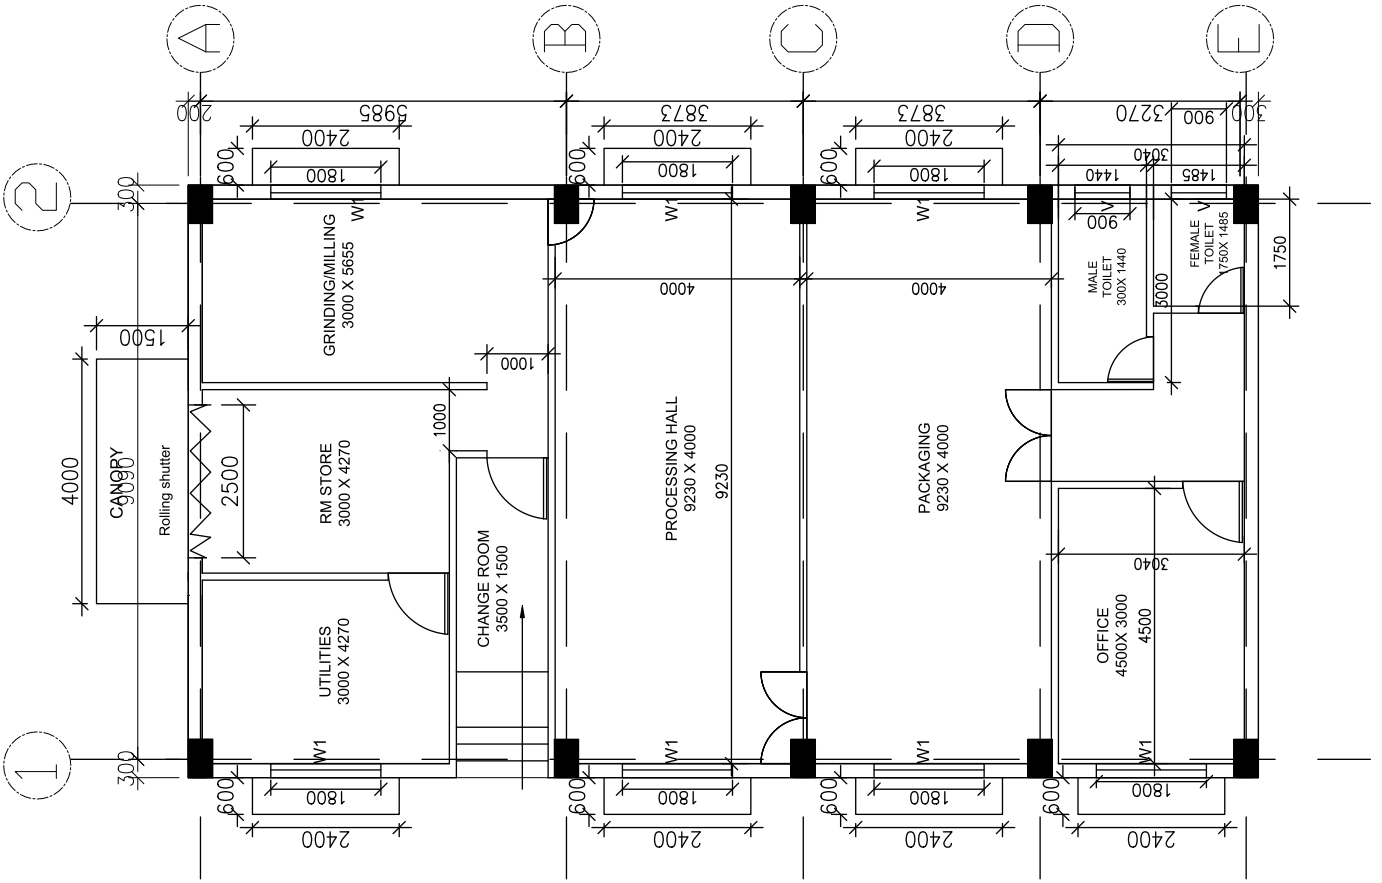 A
B
C
D
E
200
5985
3873
3873
3270
300
900
2400
2400
2400
3040
600
600
600
1800
1800
1800
1440
1485
2
300
W1
W1
W1
V
V
900
GRINDING/MILLING
3000 X 5655
MALE
TOILET
300X 1440
FEMALE
TOILET
1750X 1485
1750
3000
4000
4000
1500
1000
1000
4000
CANOPY
9090
Rolling shutter
2500
RM STORE
3000 X 4270
PROCESSING HALL
9230 X 4000
9230
PACKAGING
9230 X 4000
CHANGE ROOM
3500 X 1500
3040
UTILITIES
3000 X 4270
OFFICE
4500X 3000
4500
1
300
W1
W1
W1
W1
600
600
600
600
1800
1800
1800
1800
2400
2400
2400
2400